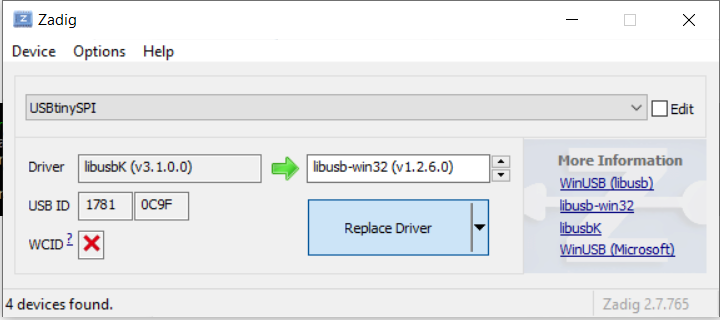 Zadig
Device Options Help
USBtinySPI Edit
Driver libusbK (v3.1.0.0) libusb-win32 (v1.2.6.0) More Information
WinUSB (libusb)
USB ID 1781 0C9F libusb-win32
Replace Driver libusbK
WCID ? WinUSB (Microsoft)
4 devices found. Zadig 2.7.765